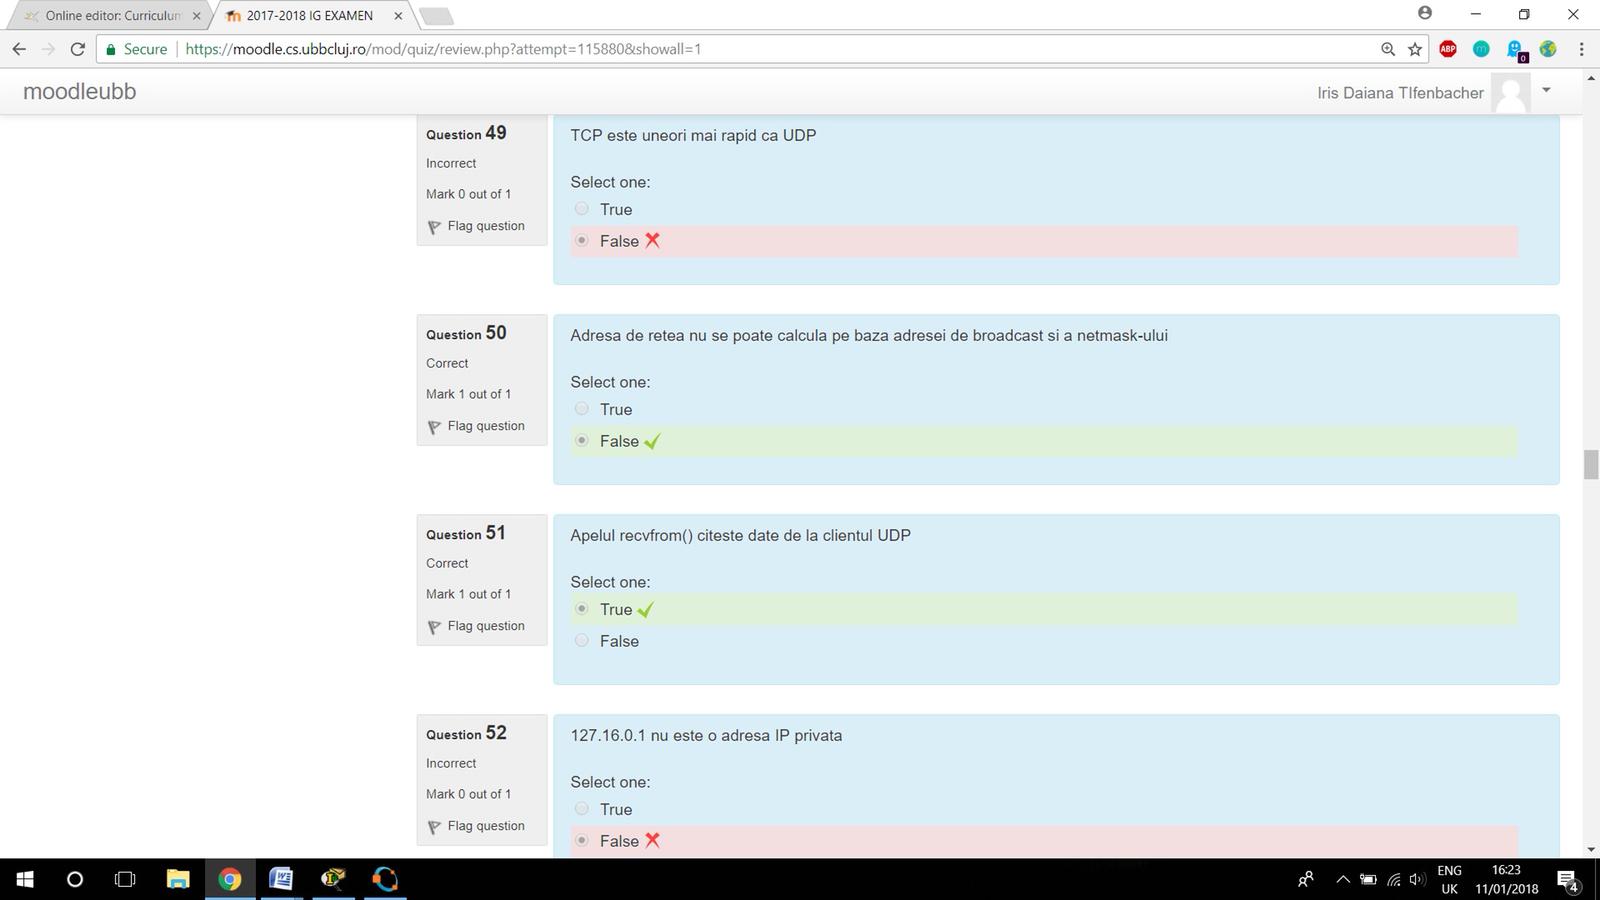 Online editor: Curriculum
2017-2018 IG EXAMEN
Secure
https://moodle.cs.ubbcluj.ro/mod/quiz/review.php?attempt=115880&showall=1
ABP
m
0
moodleubb
Iris Daiana TIfenbacher
Question 49
Incorrect
Mark 0 out of 1
Flag question
TCP este uneori mai rapid ca UDP
Select one:
True
False
Question 50
Correct
Mark 1 out of 1
Flag question
Adresa de retea nu se poate calcula pe baza adresei de broadcast si a netmask-ului
Select one:
True
False
Question 51
Correct
Mark 1 out of 1
Flag question
Apelul recvfrom() citeste date de la clientul UDP
Select one:
True
False
Question 52
Incorrect
Mark 0 out of 1
Flag question
127.16.0.1 nu este o adresa IP privata
Select one:
True
False
ENG
UK
16:23
11/01/2018
4